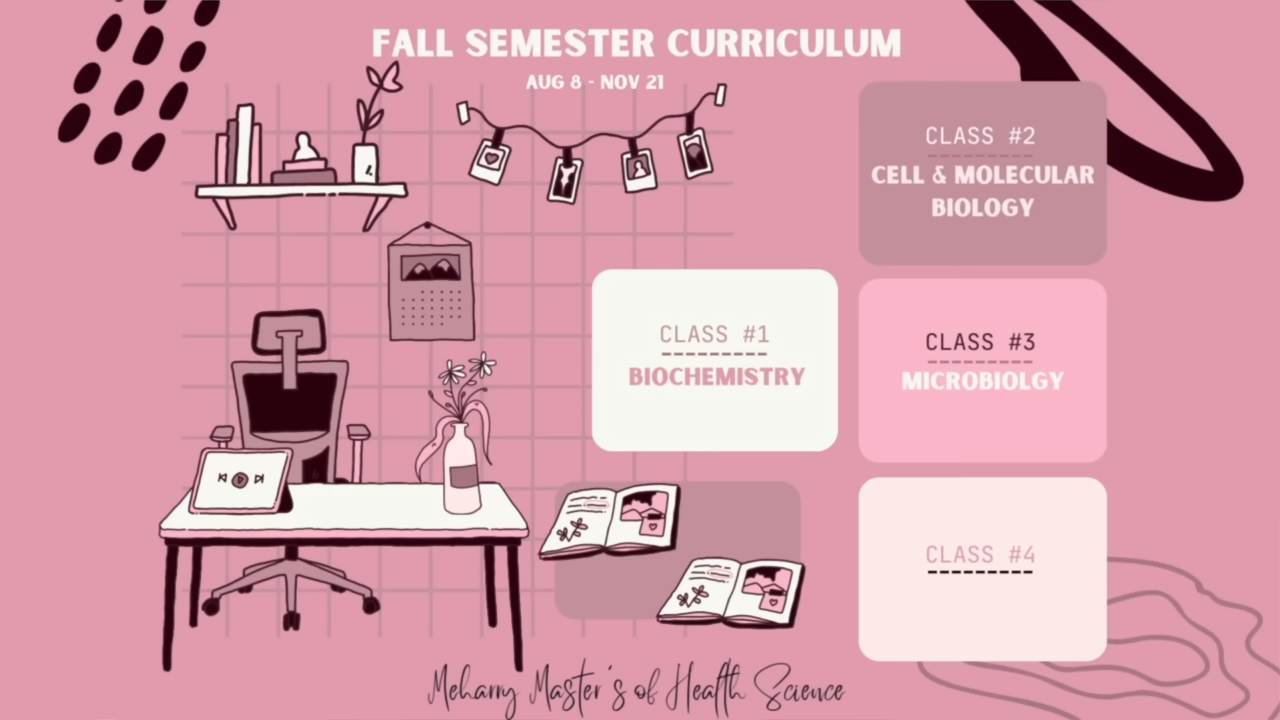 FALL SEMESTER CURRICULUM
AUG 8 - NOV 21
CLASS #1
BIOCHEMISTRY
CLASS #2
CELL & MOLECULAR
BIOLOGY
CLASS #3
MICROBIOLGY
CLASS #4
Meharry Master's of Health Science